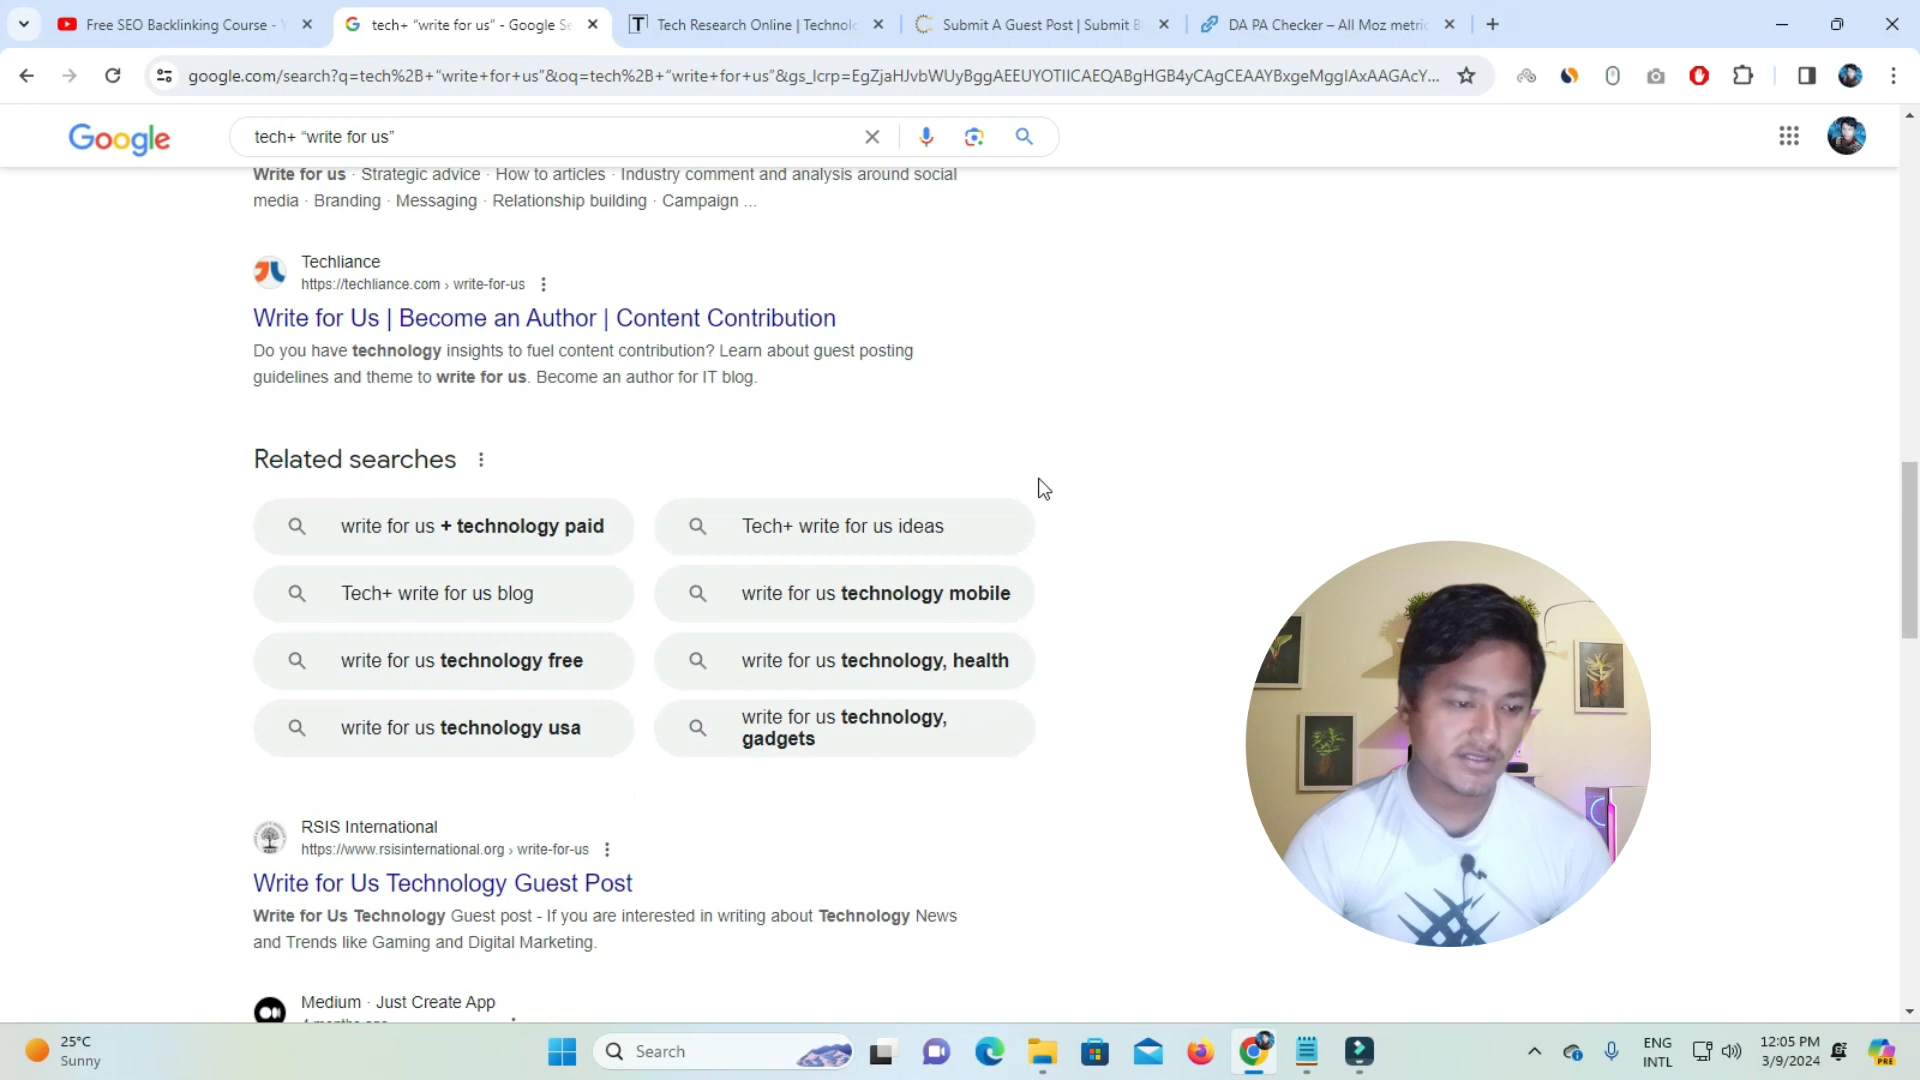 Free SEO Backlinking Course - Y
tech+ “write for us” - Google Se
Tech Research Online | Technolo
Submit A Guest Post | Submit B
DA PA Checker – All Moz metric
google.com/search?q=tech%2B+“write+for+us”&oq=tech%2B+“write+for+us”&gs_lcrp=EgZjaHJvbWUyBggAEEUYOTIICAEQABgHGB4yCAgCEAAYBxgeMggIAxAAGAcY...
Google
tech+ “write for us”
Write for us · Strategic advice · How to articles · Industry comment and analysis around social
media · Branding · Messaging · Relationship building · Campaign ...
Techliance
https://techliance.com › write-for-us
Write for Us | Become an Author | Content Contribution
Do you have technology insights to fuel content contribution? Learn about guest posting
guidelines and theme to write for us. Become an author for IT blog.
Related searches
write for us + technology paid
Tech+ write for us ideas
Tech+ write for us blog
write for us technology mobile
write for us technology free
write for us technology, health
write for us technology usa
write for us technology,
gadgets
RSIS International
https://www.rsisinternational.org › write-for-us
Write for Us Technology Guest Post
Write for Us Technology Guest post - If you are interested in writing about Technology News
and Trends like Gaming and Digital Marketing.
Medium · Just Create App
4 months ago
25°C
Sunny
Search
ENG
INTL
12:05 PM
3/9/2024
PRE